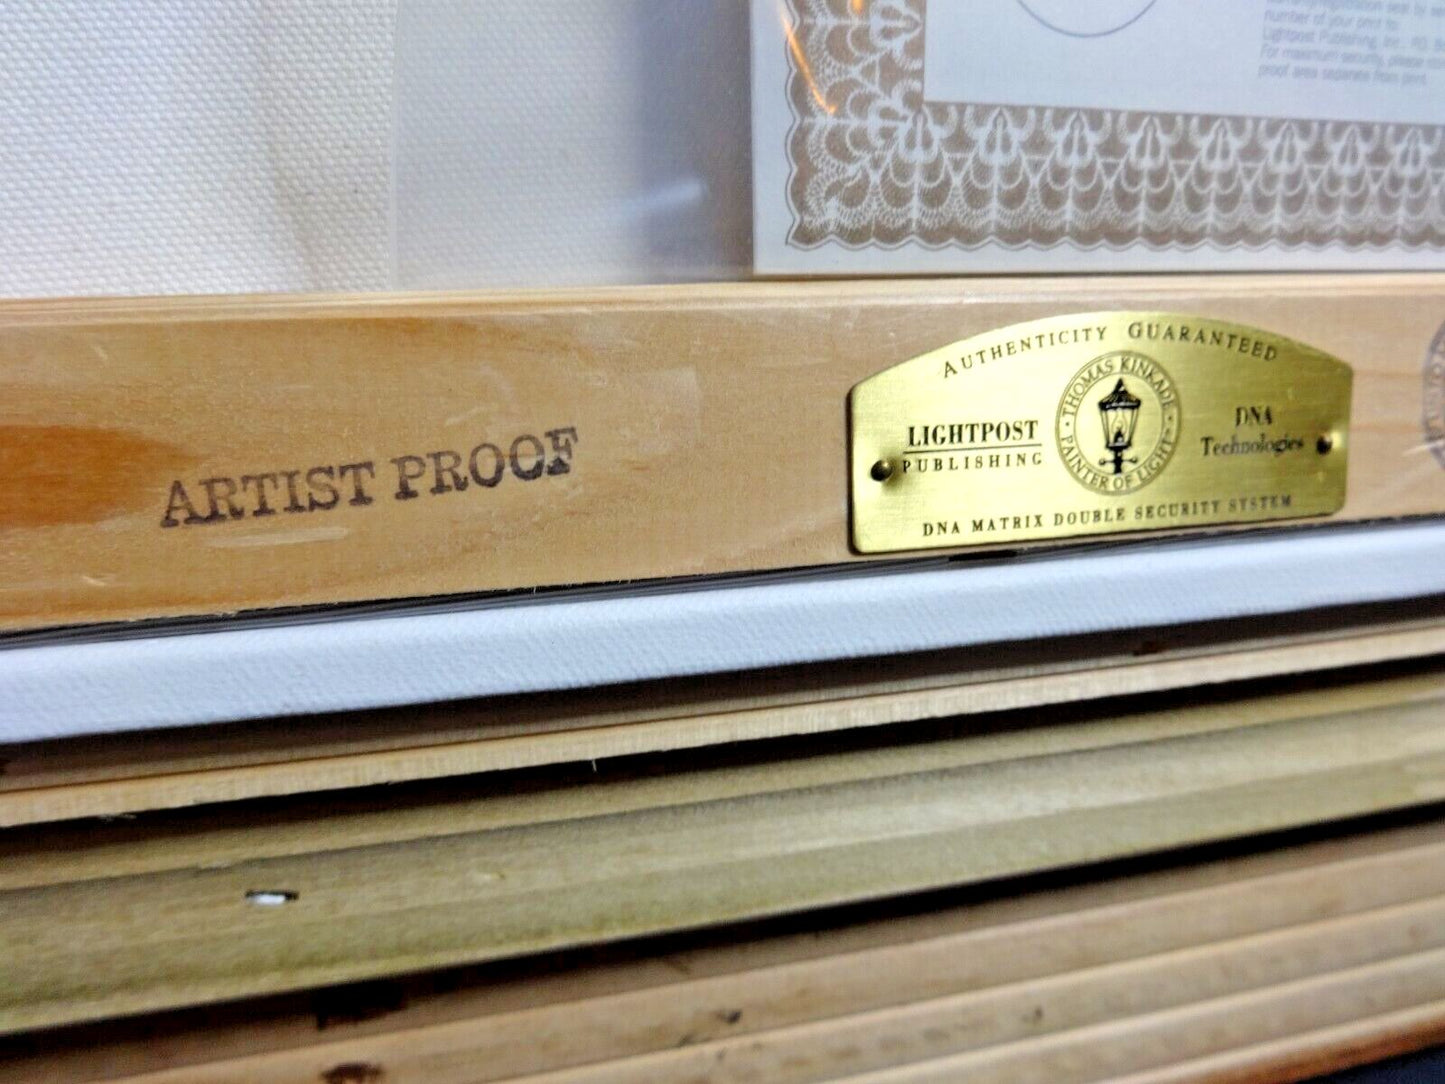 number of your print to:
Lightpost Publishing, Inc., P.O. B
For maximum security, please
proof area separate from print.
AUTHENTICITY GUARANTEED
THOMAS KINKADE
PAINTER OF LIGHT
LIGHTPOST
PUBLISHING
DNA
Technologies
DNA MATRIX DOUBLE SECURITY SYSTEM
ARTIST PROOF